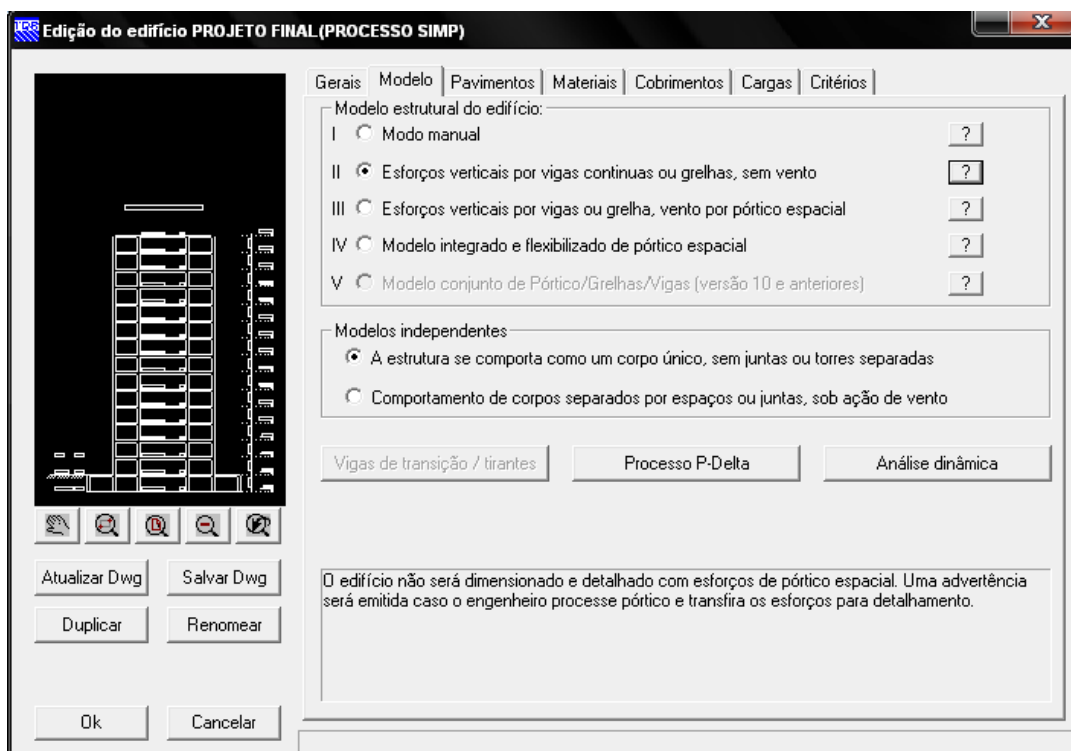 TQS Edição do edifício PROJETO FINAL(PROCESSO SIMP) X
Gerais Modelo Pavimentos Materiais Cobrimentos Cargas Critérios
Modelo estrutural do edifício:
I Modo manual ?
II Esforços verticais por vigas continuas ou grelhas, sem vento ?
III Esforços verticais por vigas ou grelha, vento por pórtico espacial ?
IV Modelo integrado e flexibilizado de pórtico espacial ?
V Modelo conjunto de Pórtico/Grelhas/Vigas (versão 10 e anteriores) ?
Modelos independentes
A estrutura se comporta como um corpo único, sem juntas ou torres separadas
Comportamento de corpos separados por espaços ou juntas, sob ação de vento
Vigas de transição / tirantes Processo P-Delta Análise dinâmica
Atualizar Dwg Salvar Dwg
Duplicar Renomear
O edifício não será dimensionado e detalhado com esforços de pórtico espacial. Uma advertência
será emitida caso o engenheiro processe pórtico e transfira os esforços para detalhamento.
Ok Cancelar